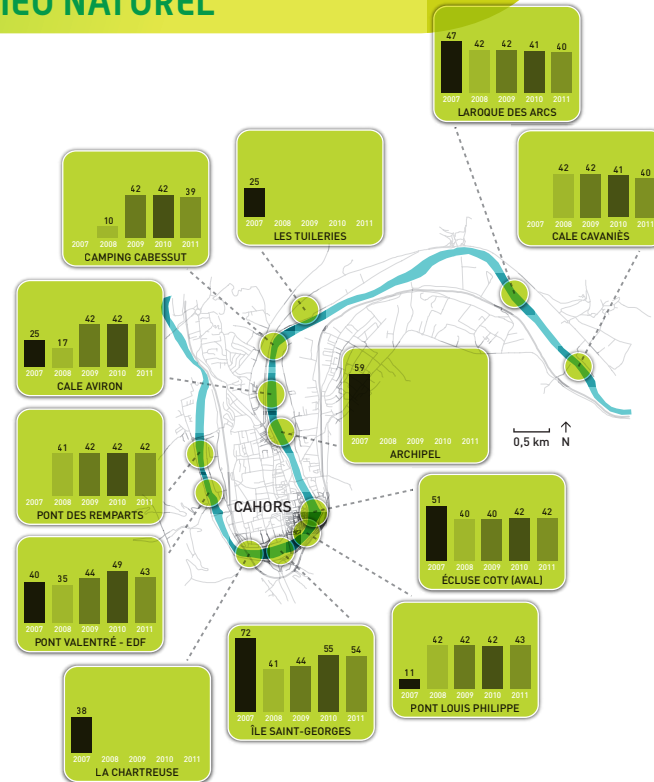 IEU NATUREL
47 42 42 41 40
2007 2008 2009 2010 2011
LAROQUE DES ARCS
42 42 41 40
2007 2008 2009 2010 2011
CALE CAVANIÈS
25
2007 2008 2009 2010 2011
LES TUILERIES
10 42 42 39
2007 2008 2009 2010 2011
CAMPING CABESSUT
25 17 42 42 43
2007 2008 2009 2010 2011
CALE AVIRON
59
2007 2008 2009 2010 2011
ARCHIPEL
0,5 km N
41 42 42 42
2007 2008 2009 2010 2011
PONT DES REMPARTS
CAHORS
51 40 40 42 42
2007 2008 2009 2010 2011
ÉCLUSE COTY (AVAL)
40 35 44 49 43
2007 2008 2009 2010 2011
PONT VALENTRÉ - EDF
11 42 42 42 43
2007 2008 2009 2010 2011
PONT LOUIS PHILIPPE
72 41 44 55 54
2007 2008 2009 2010 2011
ÎLE SAINT-GEORGES
38
2007 2008 2009 2010 2011
LA CHARTREUSE